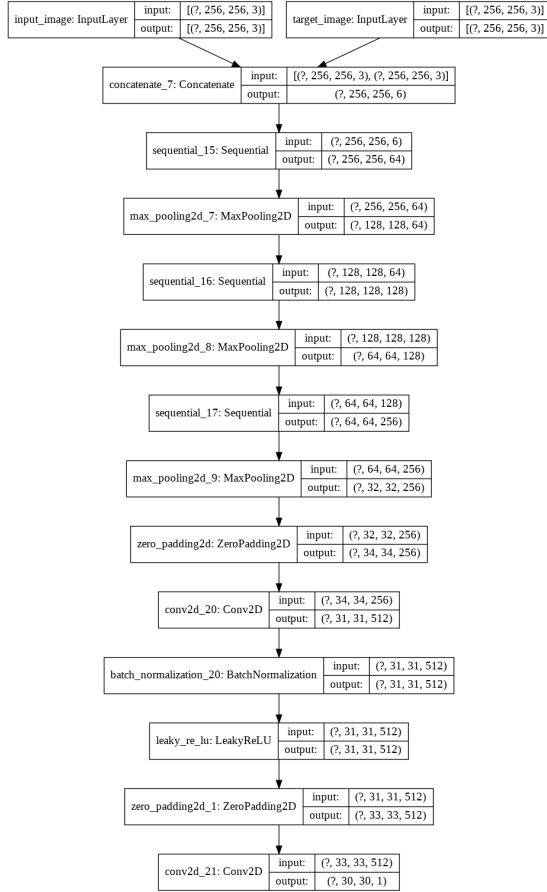 input_image: InputLayer
input: [(?, 256, 256, 3)]
output: [(?, 256, 256, 3)]
target_image: InputLayer
input: [(?, 256, 256, 3)]
output: [(?, 256, 256, 3)]
concatenate_7: Concatenate
input: [(?, 256, 256, 3), (?, 256, 256, 3)]
output: (?, 256, 256, 6)
sequential_15: Sequential
input: (?, 256, 256, 6)
output: (?, 256, 256, 64)
max_pooling2d_7: MaxPooling2D
input: (?, 256, 256, 64)
output: (?, 128, 128, 64)
sequential_16: Sequential
input: (?, 128, 128, 64)
output: (?, 128, 128, 128)
max_pooling2d_8: MaxPooling2D
input: (?, 128, 128, 128)
output: (?, 64, 64, 128)
sequential_17: Sequential
input: (?, 64, 64, 128)
output: (?, 64, 64, 256)
max_pooling2d_9: MaxPooling2D
input: (?, 64, 64, 256)
output: (?, 32, 32, 256)
zero_padding2d: ZeroPadding2D
input: (?, 32, 32, 256)
output: (?, 34, 34, 256)
conv2d_20: Conv2D
input: (?, 34, 34, 256)
output: (?, 31, 31, 512)
batch_normalization_20: BatchNormalization
input: (?, 31, 31, 512)
output: (?, 31, 31, 512)
leaky_re_lu: LeakyReLU
input: (?, 31, 31, 512)
output: (?, 31, 31, 512)
zero_padding2d_1: ZeroPadding2D
input: (?, 31, 31, 512)
output: (?, 33, 33, 512)
conv2d_21: Conv2D
input: (?, 33, 33, 512)
output: (?, 30, 30, 1)